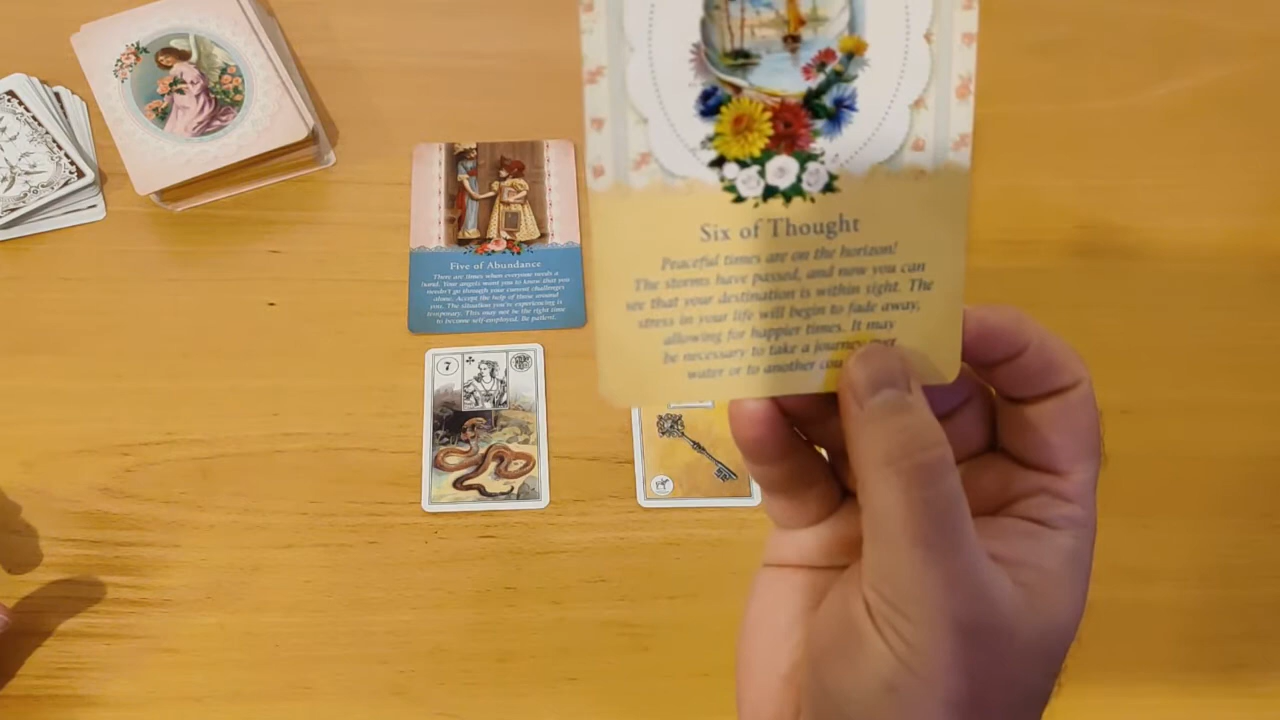 Five of Abundance
There are times when everyone needs a
hand. Your angels want you to know that you
needn't go through your current challenges
alone. Accept the help of those around
you. The situation you're experiencing is
temporary. This may not be the right time
to become self-employed. Be patient.
7
Six of Thought
Peaceful times are on the horizon!
The storms have passed, and now you can
see that your destination is within sight. The
stress in your life will begin to fade away,
allowing for happier times. It may
be necessary to take a journey over
water or to another cou